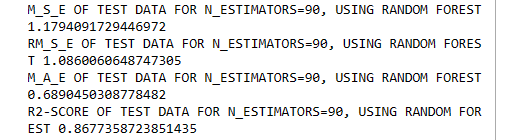 M_S_E OF TEST DATA FOR N_ESTIMATORS=90, USING RANDOM FOREST
1.1794091729446972
RM_S_E OF TEST DATA FOR N_ESTIMATORS=90, USING RANDOM FORES
T 1.0860060648747305
M_A_E OF TEST DATA FOR N_ESTIMATORS=90, USING RANDOM FOREST
0.6890450308778482
R2-SCORE OF TEST DATA FOR N_ESTIMATORS=90, USING RANDOM FOR
EST 0.8677358723851435